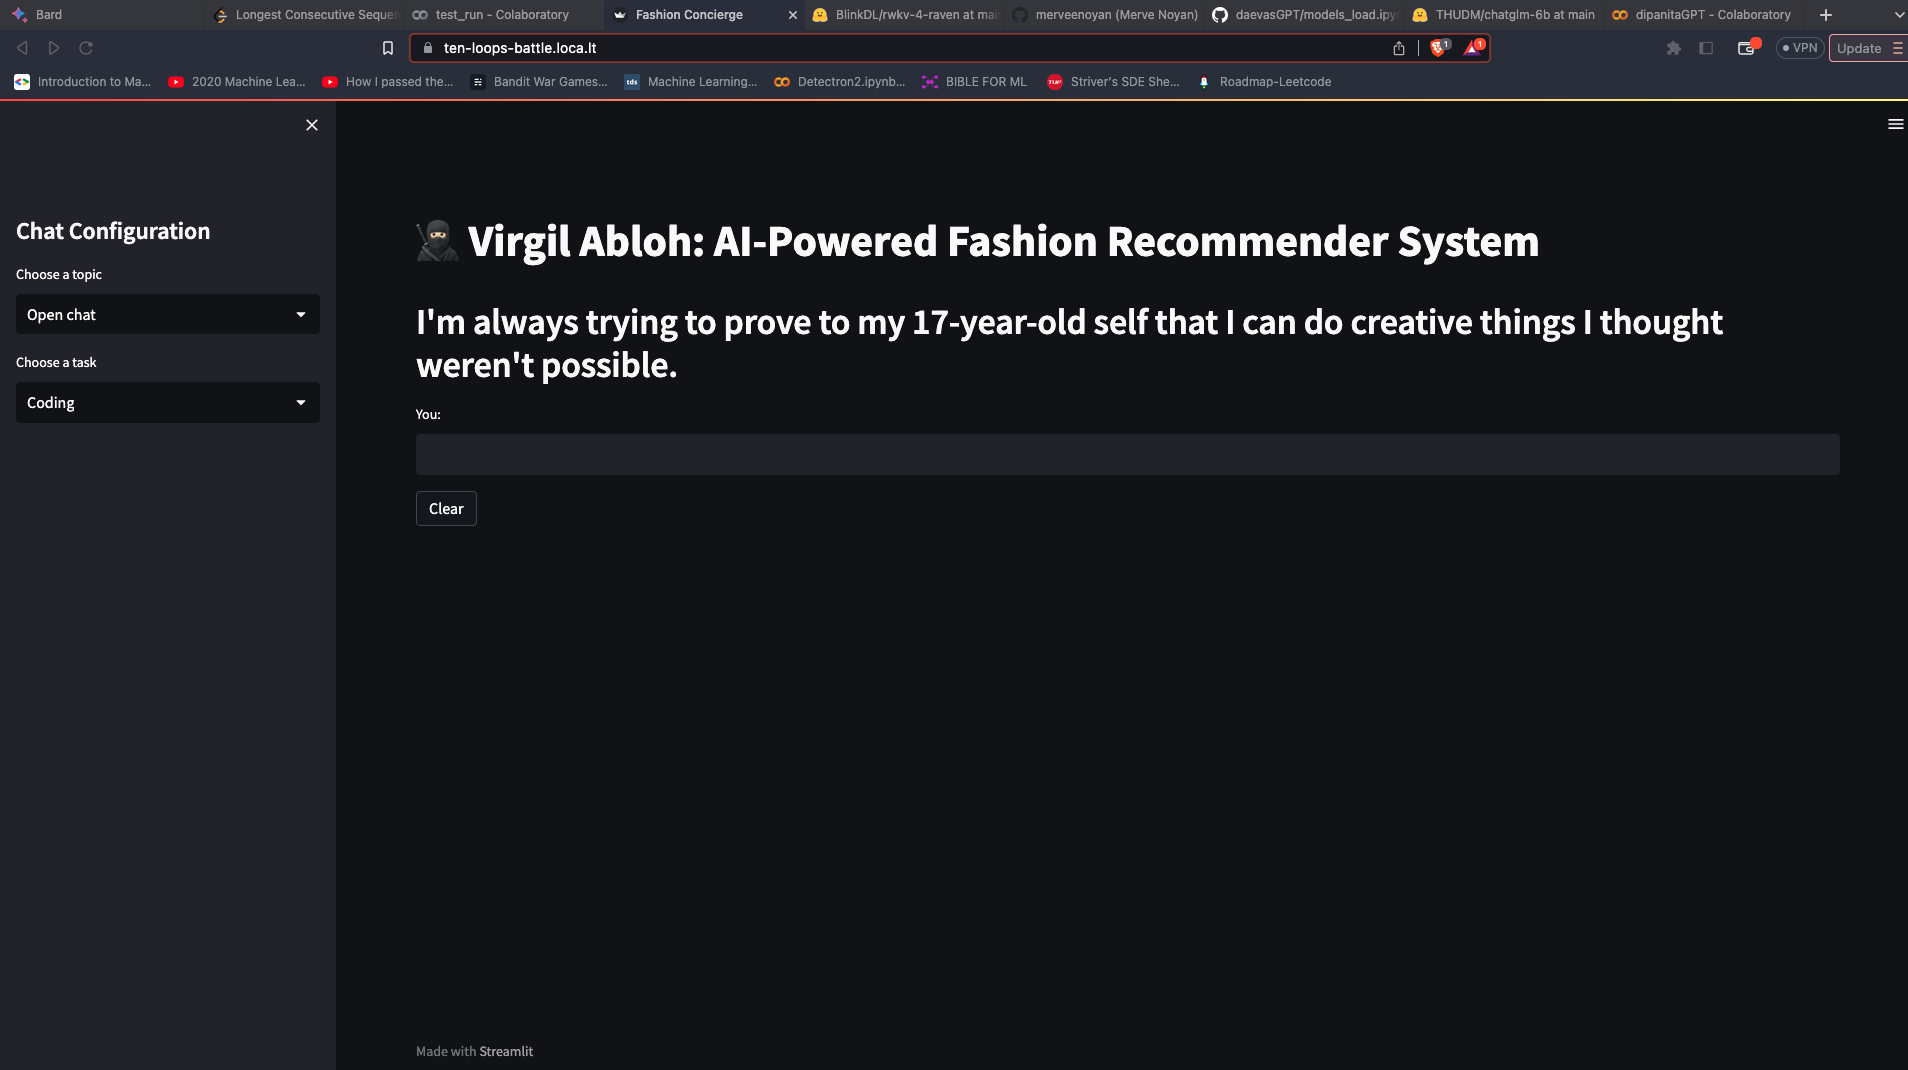 Bard
Longest Consecutive Sequen
test_run - Colaboratory
Fashion Concierge
BlinkDL/rwkv-4-raven at mai
merveenoyan (Merve Noyan)
daevasGPT/models_load.ipy
THUDM/chatglm-6b at main
dipanitaGPT - Colaboratory
ten-loops-battle.loca.lt
1
1
VPN
Update
Introduction to Ma...
2020 Machine Lea...
How I passed the...
Bandit War Games...
tds
Machine Learning...
Detectron2.ipynb...
BIBLE FOR ML
TUF
Striver's SDE She...
Roadmap-Leetcode
Chat Configuration
Choose a topic
Open chat
Choose a task
Coding
Virgil Abloh: AI-Powered Fashion Recommender System
I'm always trying to prove to my 17-year-old self that I can do creative things I thought
weren't possible.
You:
Clear
Made with Streamlit